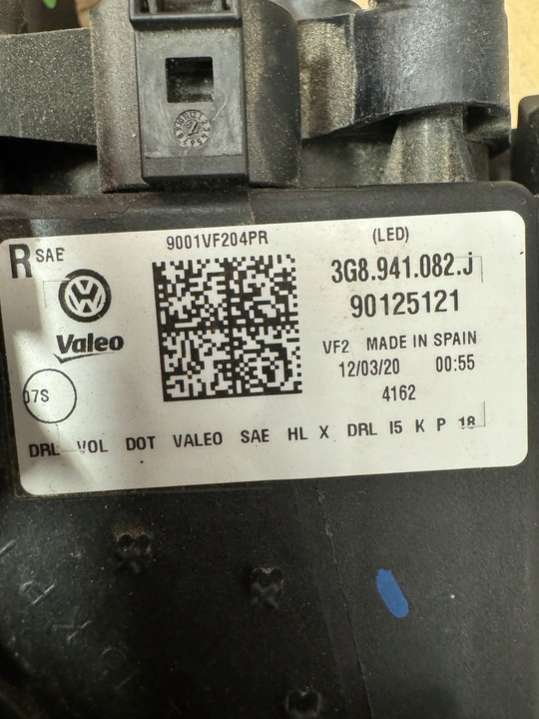 9001VF204PR
(LED)
R SAE
3G8.941.082.J
90125121
Valeo
VF2 MADE IN SPAIN
12/03/20 00:55
07S
4162
DRL VOL DOT VALEO SAE HL X DRL I5 K P 18